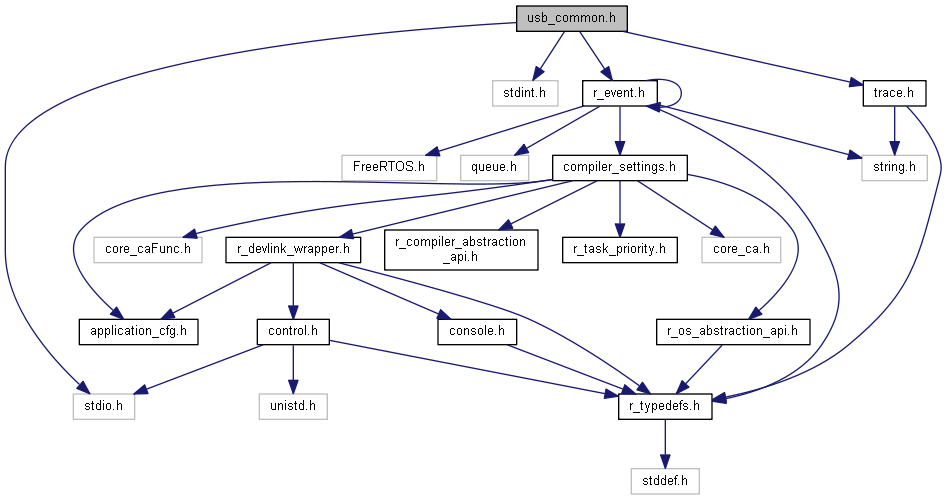 usb_common.h
stdint.h
r_event.h
trace.h
FreeRTOS.h
queue.h
compiler_settings.h
string.h
core_caFunc.h
r_devlink_wrapper.h
r_compiler_abstraction
_api.h
r_task_priority.h
core_ca.h
application_cfg.h
control.h
console.h
r_os_abstraction_api.h
stdio.h
unistd.h
r_typedefs.h
stddef.h